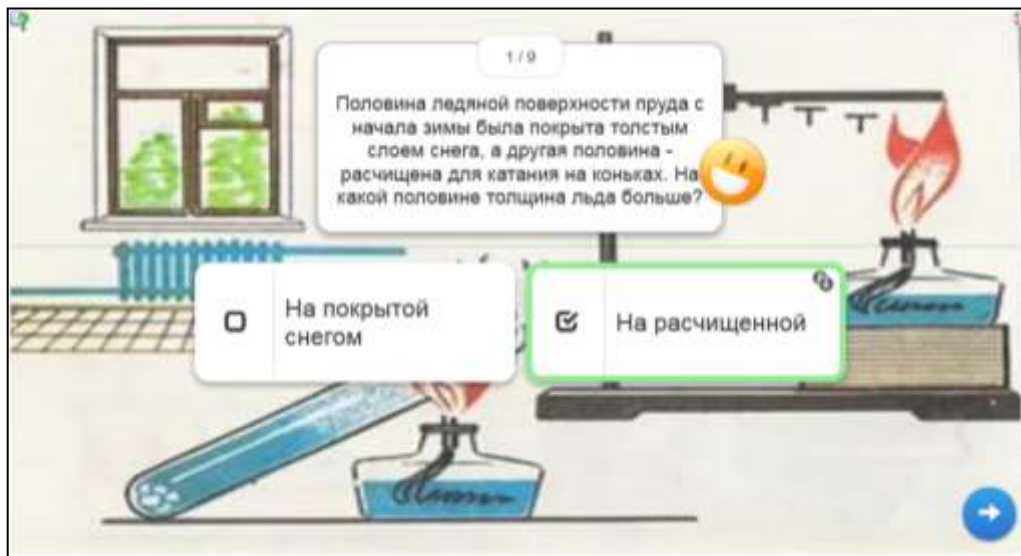 1 / 9
Половина ледяной поверхности пруда с
начала зимы была покрыта толстым
слоем снега, а другая половина -
расчищена для катания на коньках. На
какой половине толщина льда больше?
На покрытой
снегом
На расчищенной